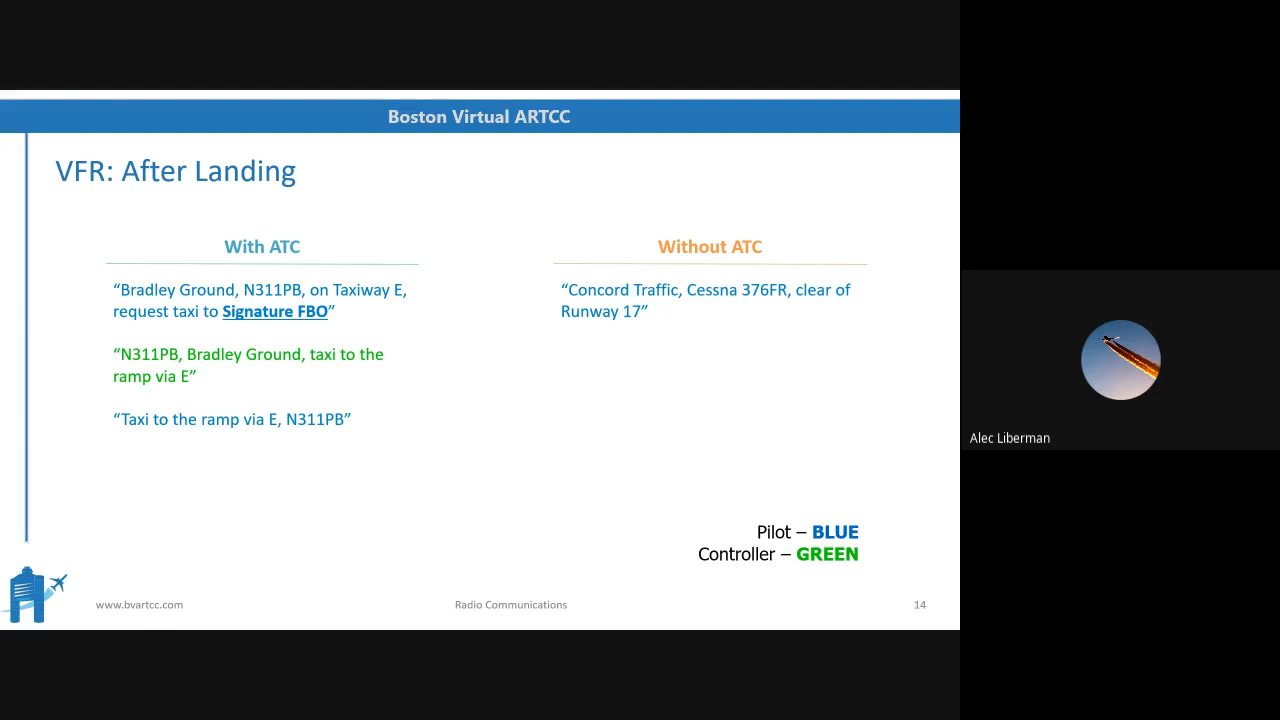 Boston Virtual ARTCC
VFR: After Landing
With ATC
“Bradley Ground, N311PB, on Taxiway E,
request taxi to Signature FBO”
“N311PB, Bradley Ground, taxi to the
ramp via E”
“Taxi to the ramp via E, N311PB”
Without ATC
“Concord Traffic, Cessna 376FR, clear of
Runway 17”
Pilot – BLUE
Controller – GREEN
www.bvartcc.com
Radio Communications
14
Alec Liberman